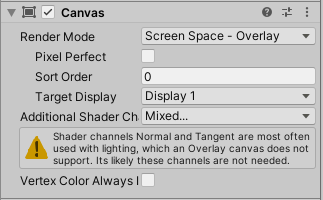 Canvas
Render Mode Screen Space - Overlay
Pixel Perfect
Sort Order 0
Target Display Display 1
Additional Shader Cha Mixed...
Shader channels Normal and Tangent are most often
used with lighting, which an Overlay canvas does not
support. Its likely these channels are not needed.
Vertex Color Always I